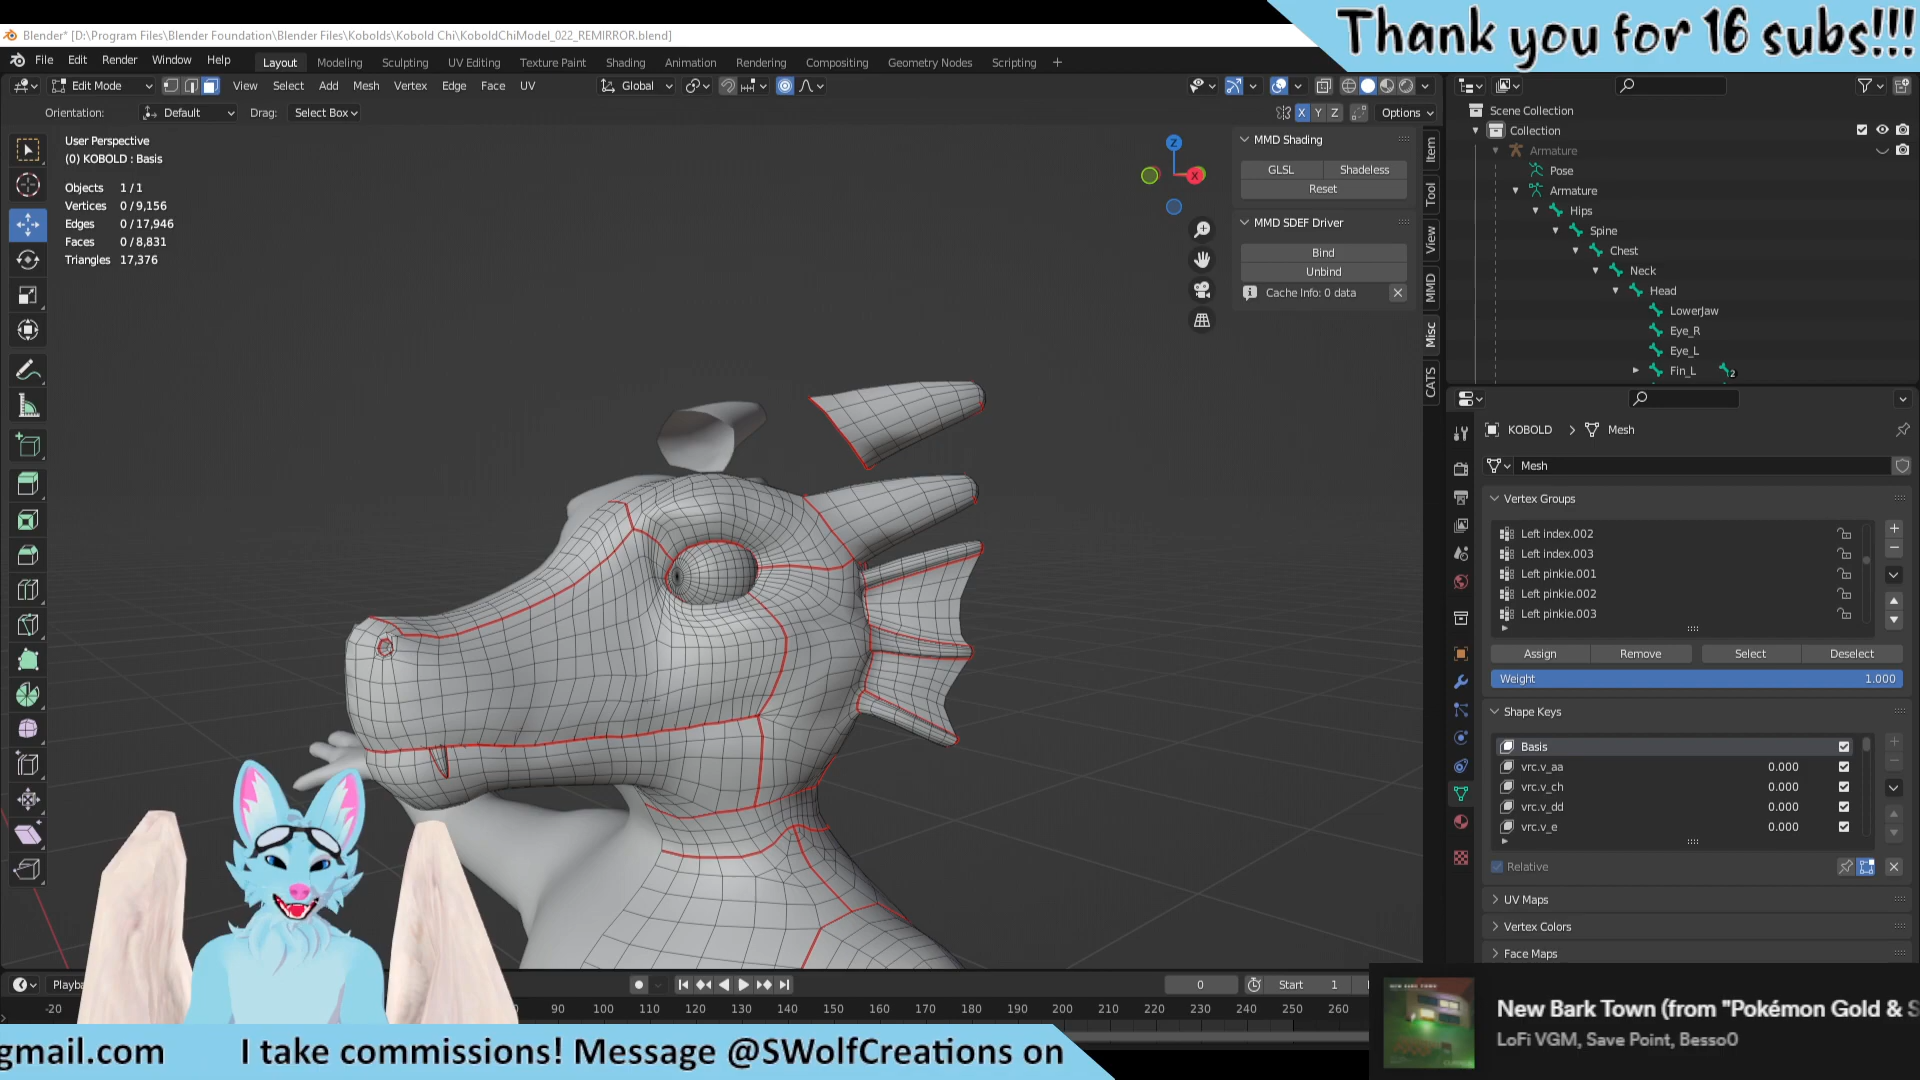 Thank you for 16 subs!!!
Blender* [D:\Program Files\Blender Foundation\Blender Files\Kobolds\Kobold Chi\KoboldChiModel_022_REMIRROR.blend]
File Edit Render Window Help Layout Modeling Sculpting UV Editing Texture Paint Shading Animation Rendering Compositing Geometry Nodes Scripting +
Edit Mode View Select Add Mesh Vertex Edge Face UV Global
Orientation: Default Drag: Select Box X Y Z Options
User Perspective
(0) KOBOLD : Basis
Objects 1 / 1
Vertices 0 / 9,156
Edges 0 / 17,946
Faces 0 / 8,831
Triangles 17,376
Z
X
MMD Shading
GLSL Shadeless
Reset
MMD SDEF Driver
Bind
Unbind
Cache Info: 0 data
Item
Tool
View
MMD
Misc
CATS
Scene Collection
Collection
Armature
Pose
Armature
Hips
Spine
Chest
Neck
Head
LowerJaw
Eye_R
Eye_L
Fin_L 2
KOBOLD > Mesh
Mesh
Vertex Groups
Left index.002
Left index.003
Left pinkie.001
Left pinkie.002
Left pinkie.003
Assign Remove Select Deselect
Weight 1.000
Shape Keys
Basis
vrc.v_aa 0.000
vrc.v_ch 0.000
vrc.v_dd 0.000
vrc.v_e 0.000
Relative
UV Maps
Vertex Colors
Face Maps
Playba 0 Start 1
-20 90 100 110 120 130 140 150 160 170 180 190 200 210 220 230 240 250 260
gmail.com I take commissions! Message @SWolfCreations on
New Bark Town (from "Pokémon Gold & S
LoFi VGM, Save Point, Besso0